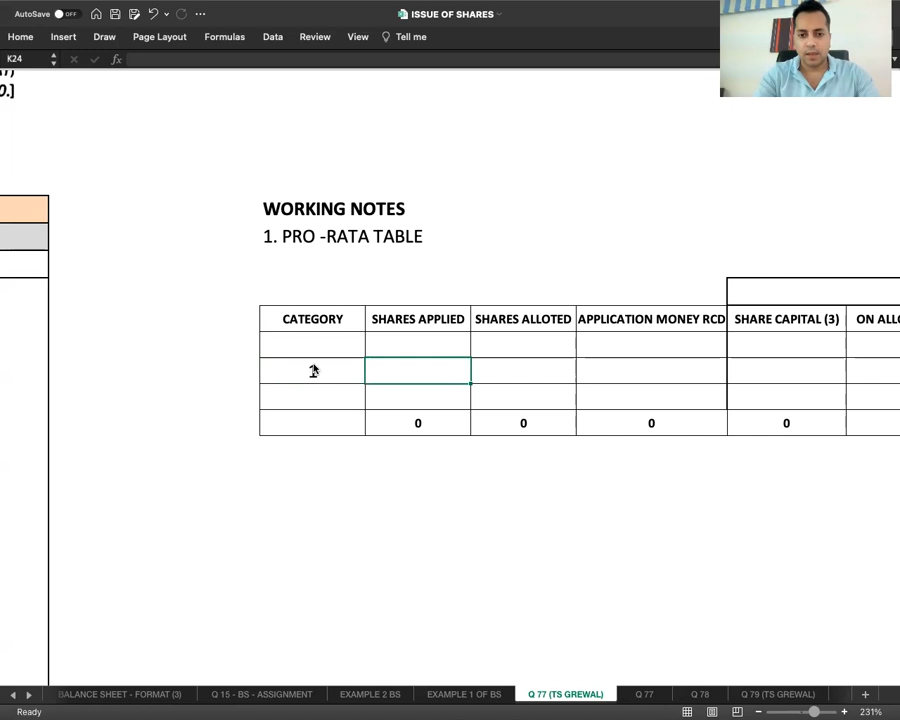 AutoSave OFF ISSUE OF SHARES
Home Insert Draw Page Layout Formulas Data Review View Tell me
K24 fx
0.]
WORKING NOTES
1. PRO -RATA TABLE
CATEGORY SHARES APPLIED SHARES ALLOTED APPLICATION MONEY RCD SHARE CAPITAL (3) ON ALLO
1
0 0 0 0
BALANCE SHEET - FORMAT (3) Q 15 - BS - ASSIGNMENT EXAMPLE 2 BS EXAMPLE 1 OF BS Q 77 (TS GREWAL) Q 77 Q 78 Q 79 (TS GREWAL)
Ready 231%